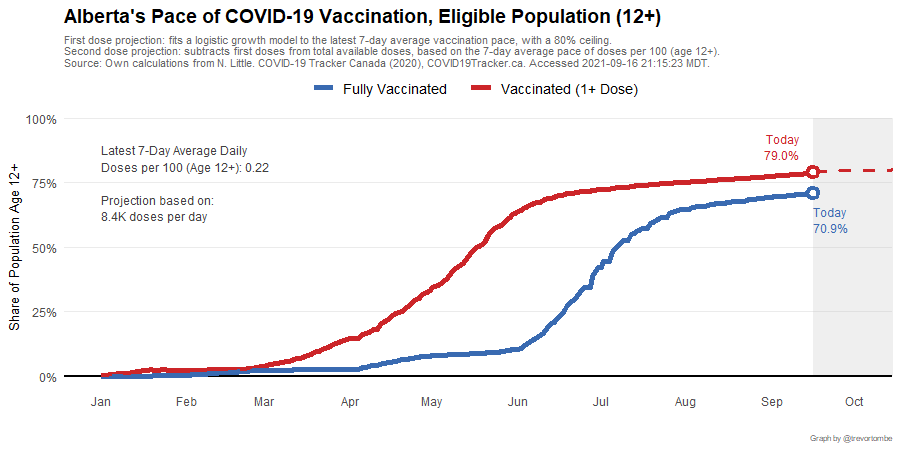 Alberta's Pace of COVID-19 Vaccination, Eligible Population (12+)
First dose projection: fits a logistic growth model to the latest 7-day average vaccination pace, with a 80% ceiling.
Second dose projection: subtracts first doses from total available doses, based on the 7-day average pace of doses per 100 (age 12+).
Source: Own calculations from N. Little. COVID-19 Tracker Canada (2020), COVID19Tracker.ca. Accessed 2021-09-16 21:15:23 MDT.
Fully Vaccinated
Vaccinated (1+ Dose)
100%
75%
50%
25%
0%
Share of Population Age 12+
Latest 7-Day Average Daily
Doses per 100 (Age 12+): 0.22
Projection based on:
8.4K doses per day
Today
79.0%
Today
70.9%
Jan
Feb
Mar
Apr
May
Jun
Jul
Aug
Sep
Oct
Graph by @trevortombe